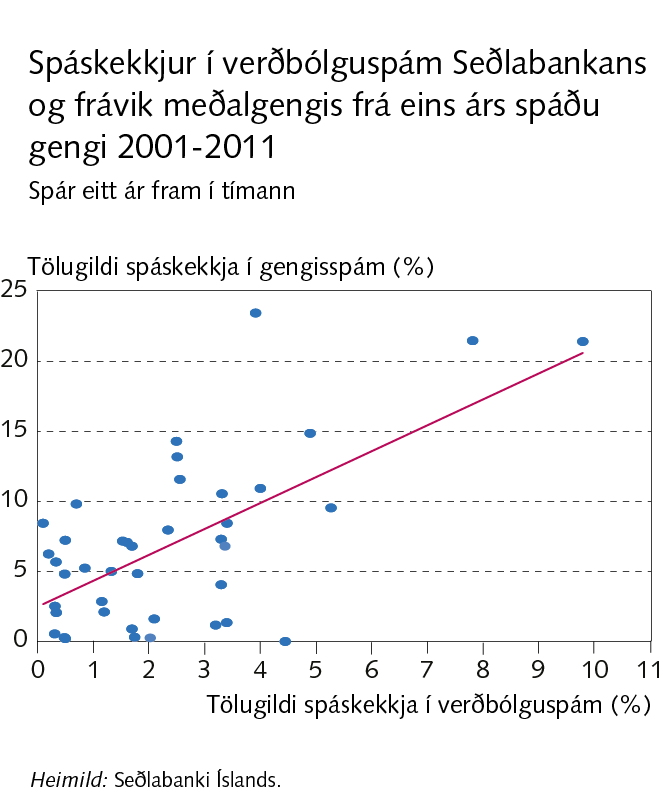 Spáskekkjur í verðbólguspám Seðlabankans
og frávik meðalgengis frá eins árs spáðu
gengi 2001-2011
Spár eitt ár fram í tímann
Tölugildi spáskekkja í gengisspám (%)
25
20
15
10
5
0
0 1 2 3 4 5 6 7 8 9 10 11
Tölugildi spáskekkja í verðbólguspám (%)
Heimild: Seðlabanki Íslands.